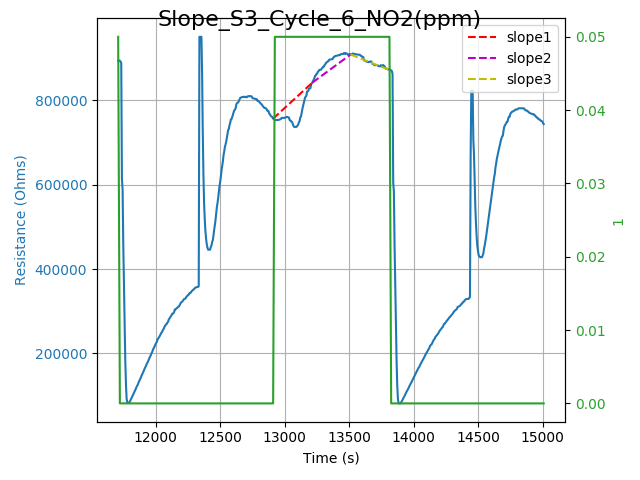 Slope_S3_Cycle_6_NO2(ppm)
slope1
slope2
slope3
Resistance (Ohms)
800000
600000
400000
200000
0.05
0.04
0.03
0.02
0.01
0.00
1
12000 12500 13000 13500 14000 14500 15000
Time (s)